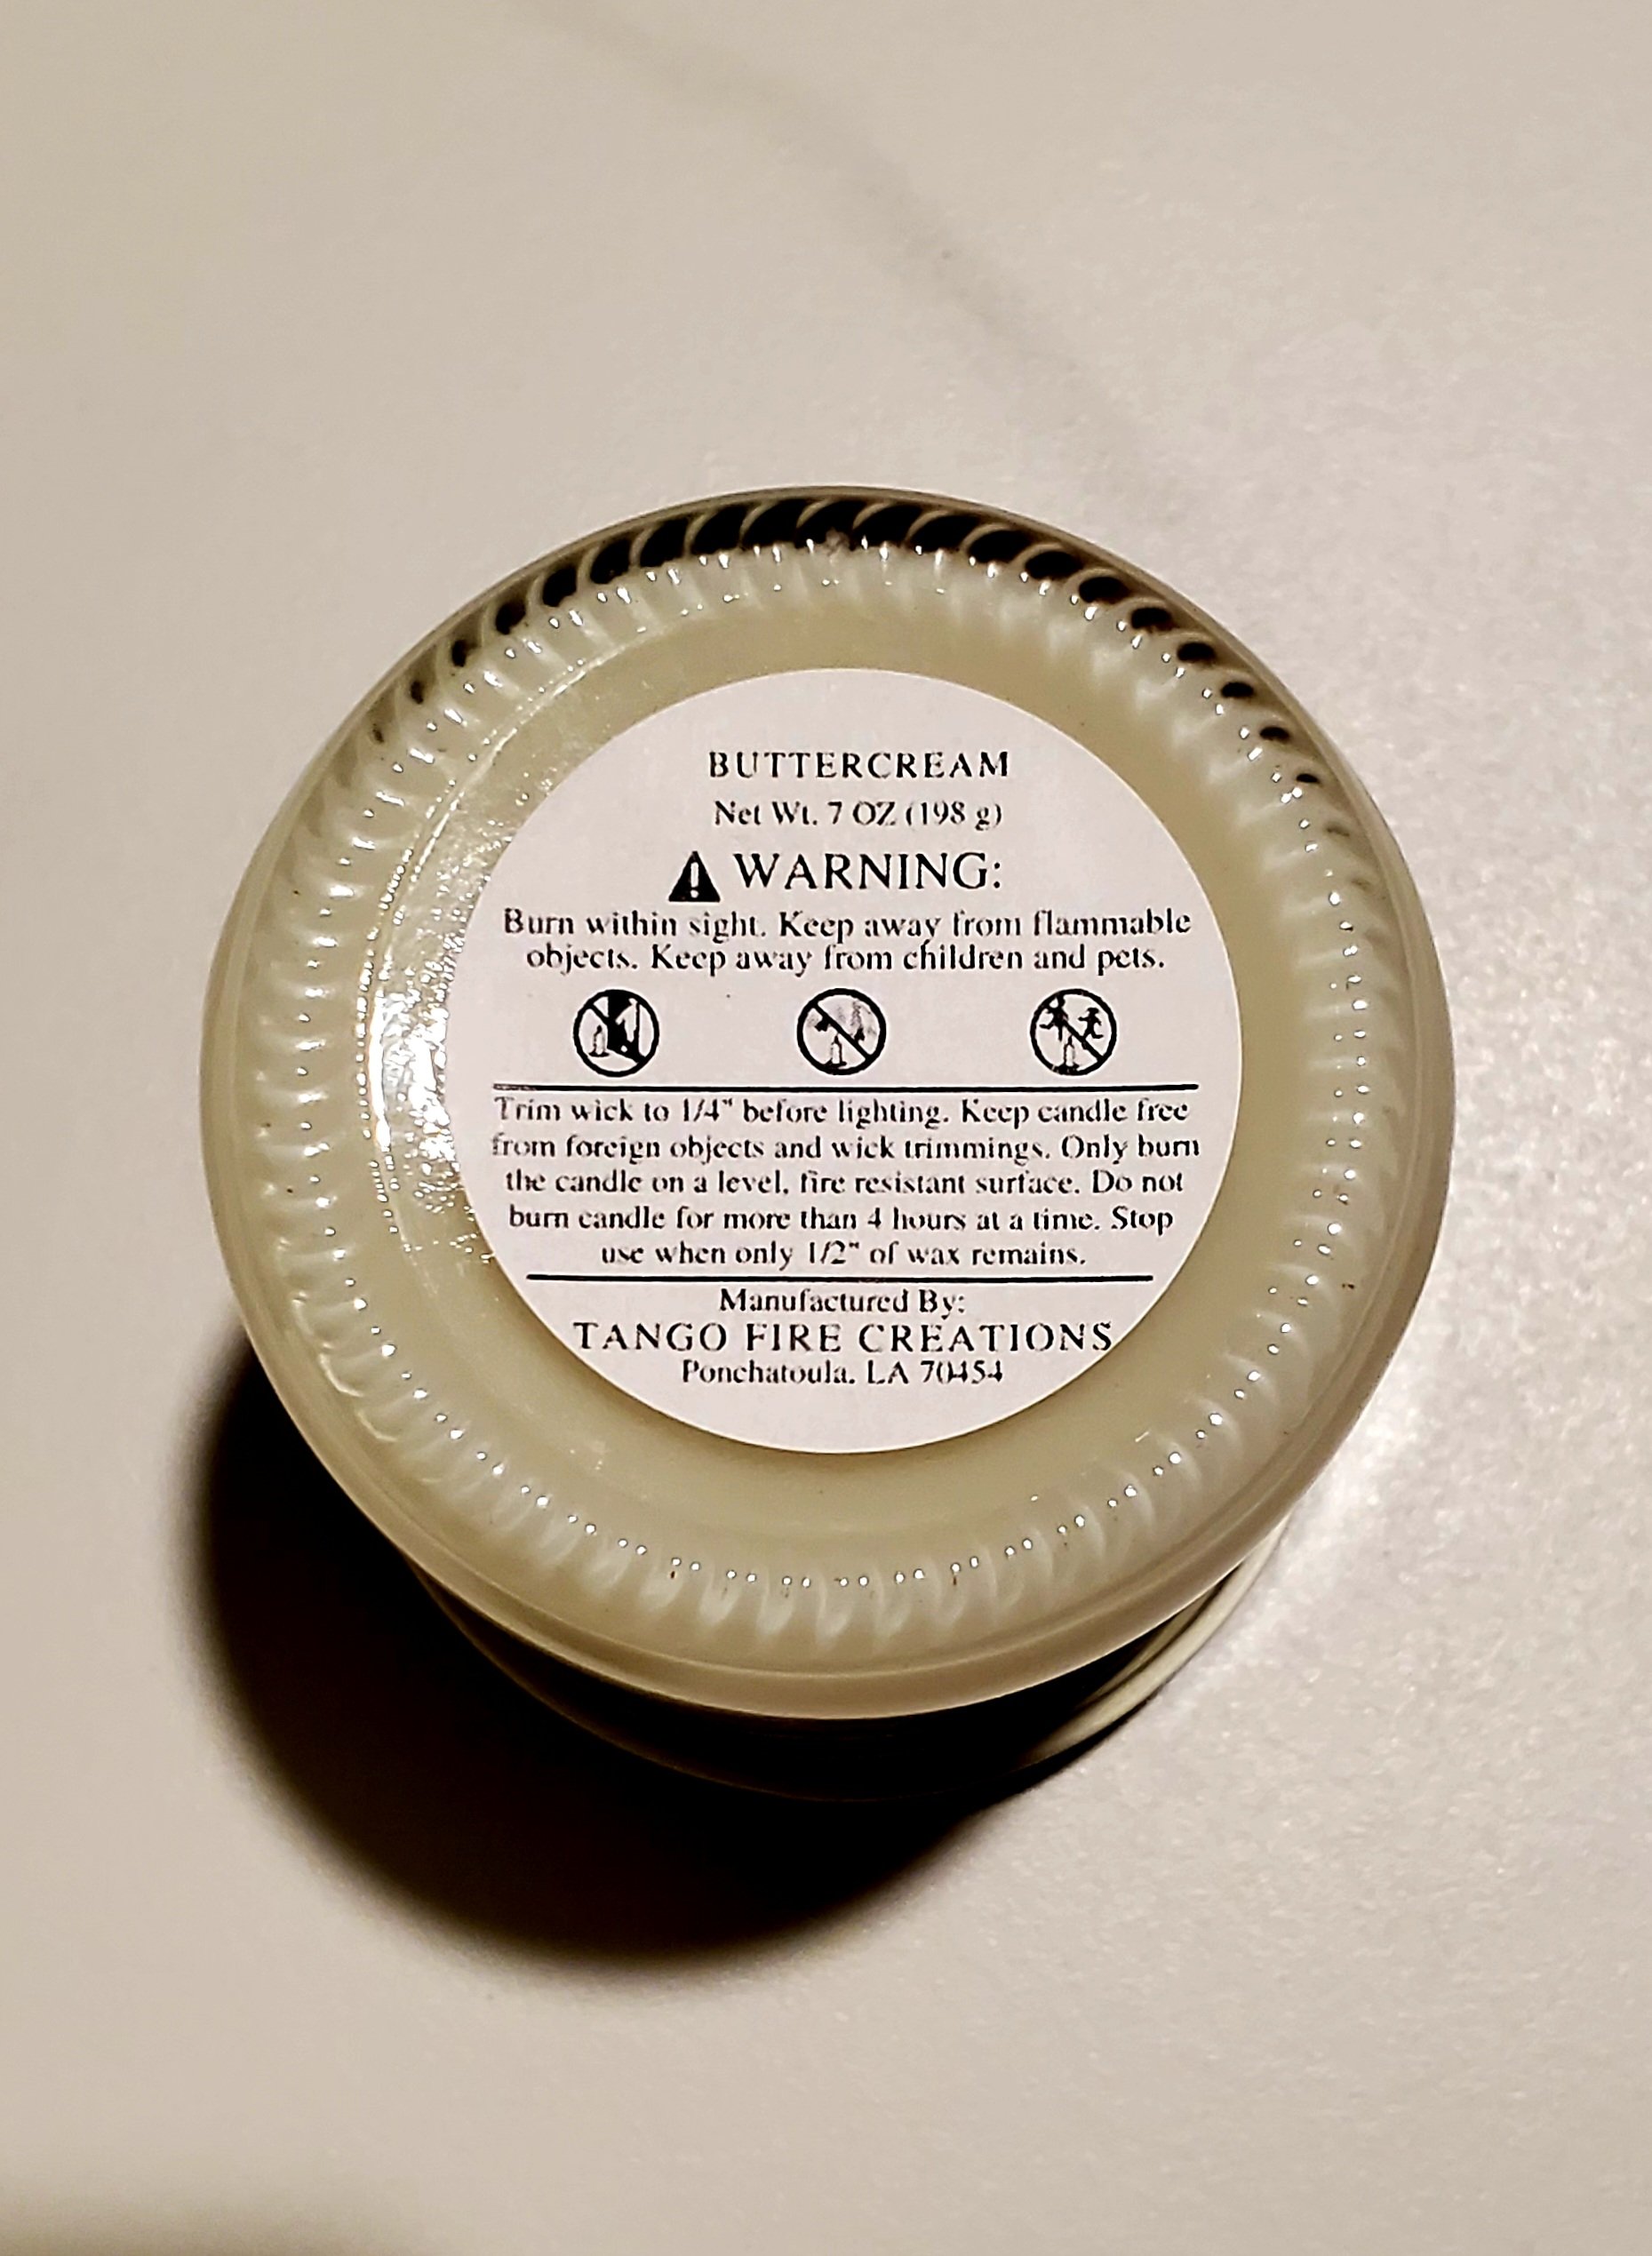 BUTTERCREAM
Net Wt. 7 OZ (198 g)
WARNING:
Burn within sight. Keep away from flammable
objects. Keep away from children and pets.
Trim wick to 1/4" before lighting. Keep candle free
from foreign objects and wick trimmings. Only burn
the candle on a level, fire resistant surface. Do not
burn candle for more than 4 hours at a time. Stop
use when only 1/2" of wax remains.
Manufactured By:
TANGO FIRE CREATIONS
Ponchatoula, LA 70454